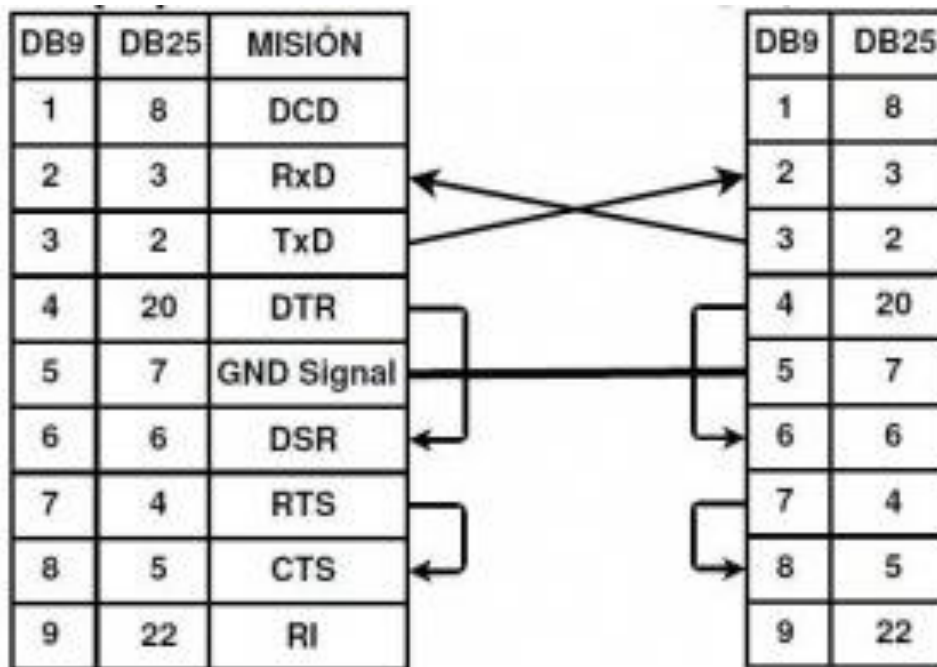 DB9 DB25 MISIÓN DB9 DB25
1 8 DCD 1 8
2 3 RxD 2 3
3 2 TxD 3 2
4 20 DTR 4 20
5 7 GND Signal 5 7
6 6 DSR 6 6
7 4 RTS 7 4
8 5 CTS 8 5
9 22 RI 9 22